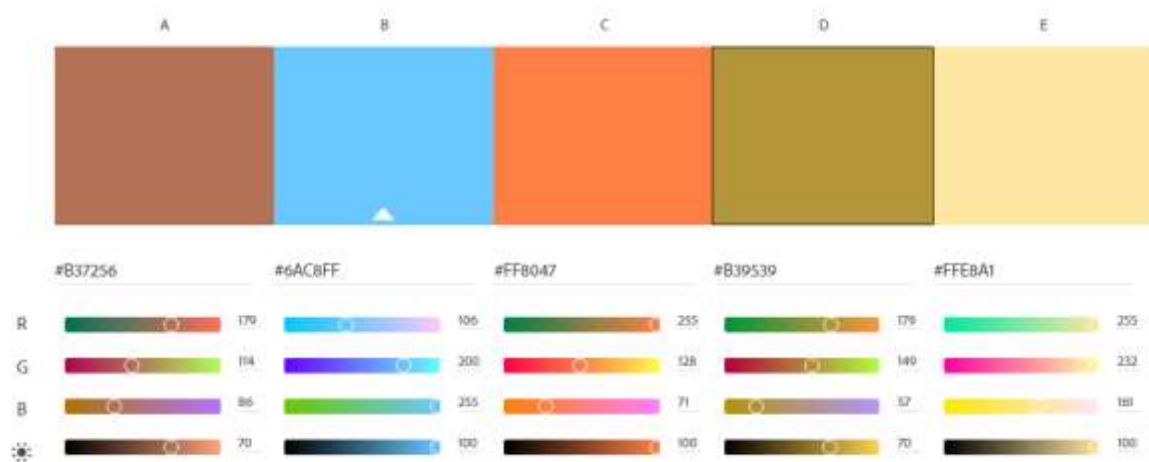 A B C D E
#B37256 #6AC8FF #FF8047 #B39539 #FFE8A1
R 179 106 255 179 255
G 114 200 128 149 232
B 86 255 71 57 161
70 100 100 70 100